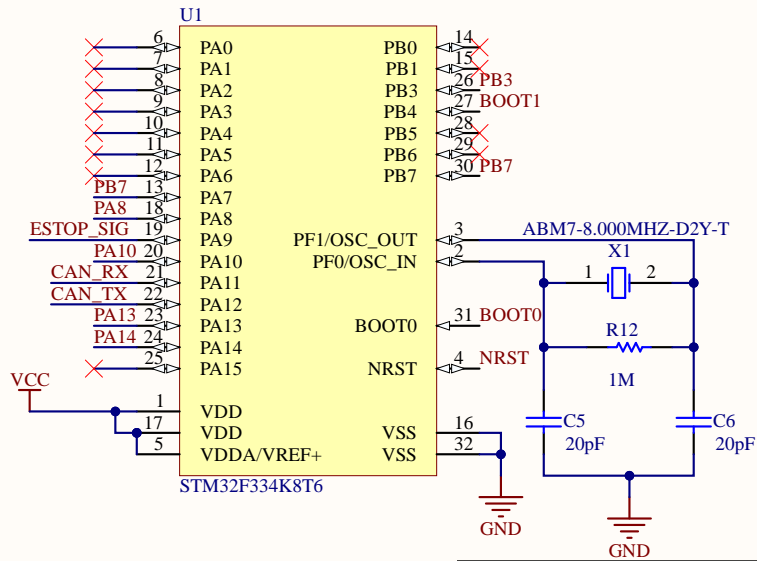 U1
6 PA0 PB0 14
7 PA1 PB1 15
8 PA2 PB3 26 PB3
9 PA3 PB4 27 BOOT1
10 PA4 PB5 28
11 PA5 PB6 29
12 PA6 PB7 30 PB7
PB7 13 PA7
PA8 18 PA8
ESTOP_SIG 19 PA9 PF1/OSC_OUT 3 ABM7-8.000MHZ-D2Y-T
PA10 20 PA10 PF0/OSC_IN 2 X1
CAN_RX 21 PA11 1 2
CAN_TX 22 PA12
PA13 23 PA13 BOOT0 31 BOOT0 R12
PA14 24 PA14
25 PA15 NRST 4 NRST
1M
VCC
1 VDD
17 VDD VSS 16 C5 C6
5 VDDA/VREF+ VSS 32 20pF 20pF
STM32F334K8T6
GND
GND